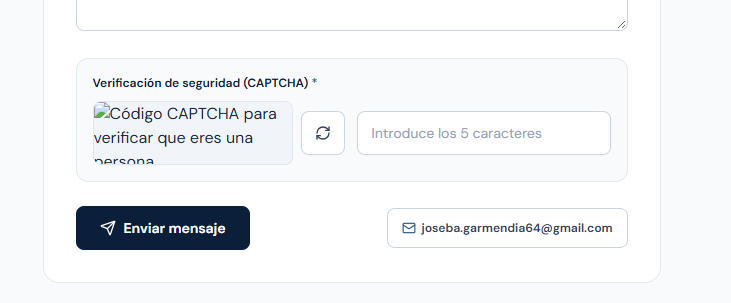 Verificación de seguridad (CAPTCHA) *
Código CAPTCHA para
verificar que eres una
persona
Introduce los 5 caracteres
Enviar mensaje
joseba.garmendia64@gmail.com